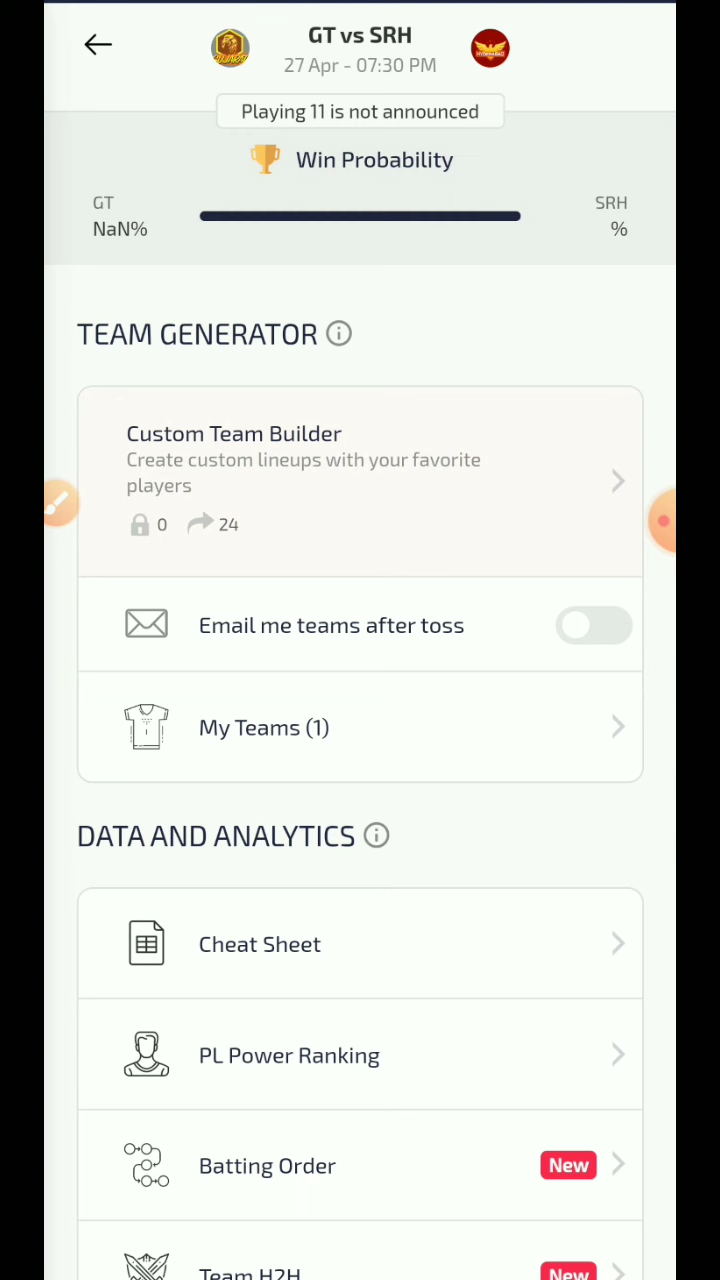 GT vs SRH
27 Apr - 07:30 PM
Playing 11 is not announced
Win Probability
GT
SRH
NaN%
%
TEAM GENERATOR
Custom Team Builder
Create custom lineups with your favorite
players
0 24
Email me teams after toss
My Teams (1)
DATA AND ANALYTICS
Cheat Sheet
PL Power Ranking
Batting Order
New
Team H2H
New